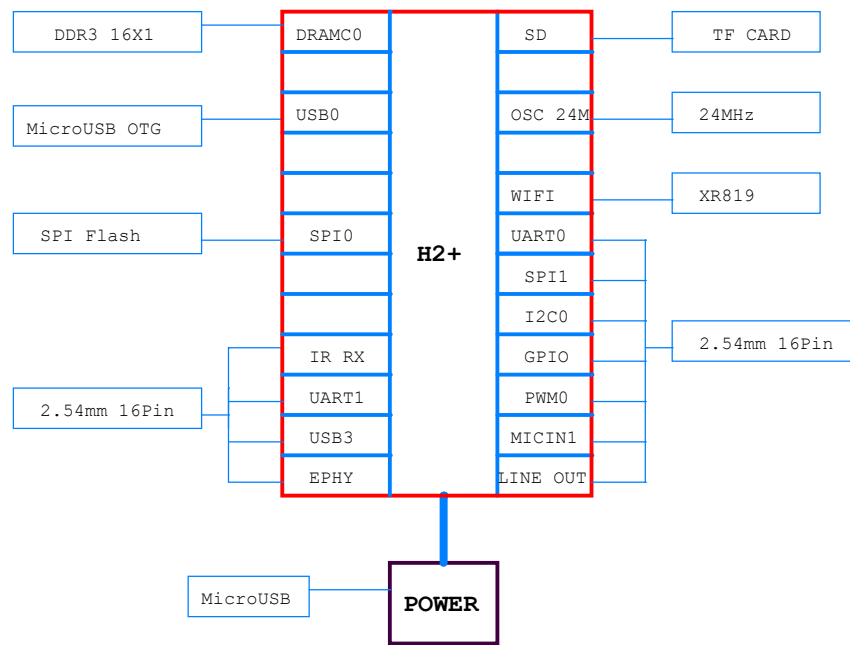 DDR3 16X1
DRAMC0
SD
TF CARD
MicroUSB OTG
USB0
OSC 24M
24MHz
WIFI
XR819
SPI Flash
SPI0
H2+
UART0
SPI1
I2C0
IR RX
GPIO
2.54mm 16Pin
2.54mm 16Pin
UART1
PWM0
USB3
MICIN1
EPHY
LINE OUT
MicroUSB
POWER